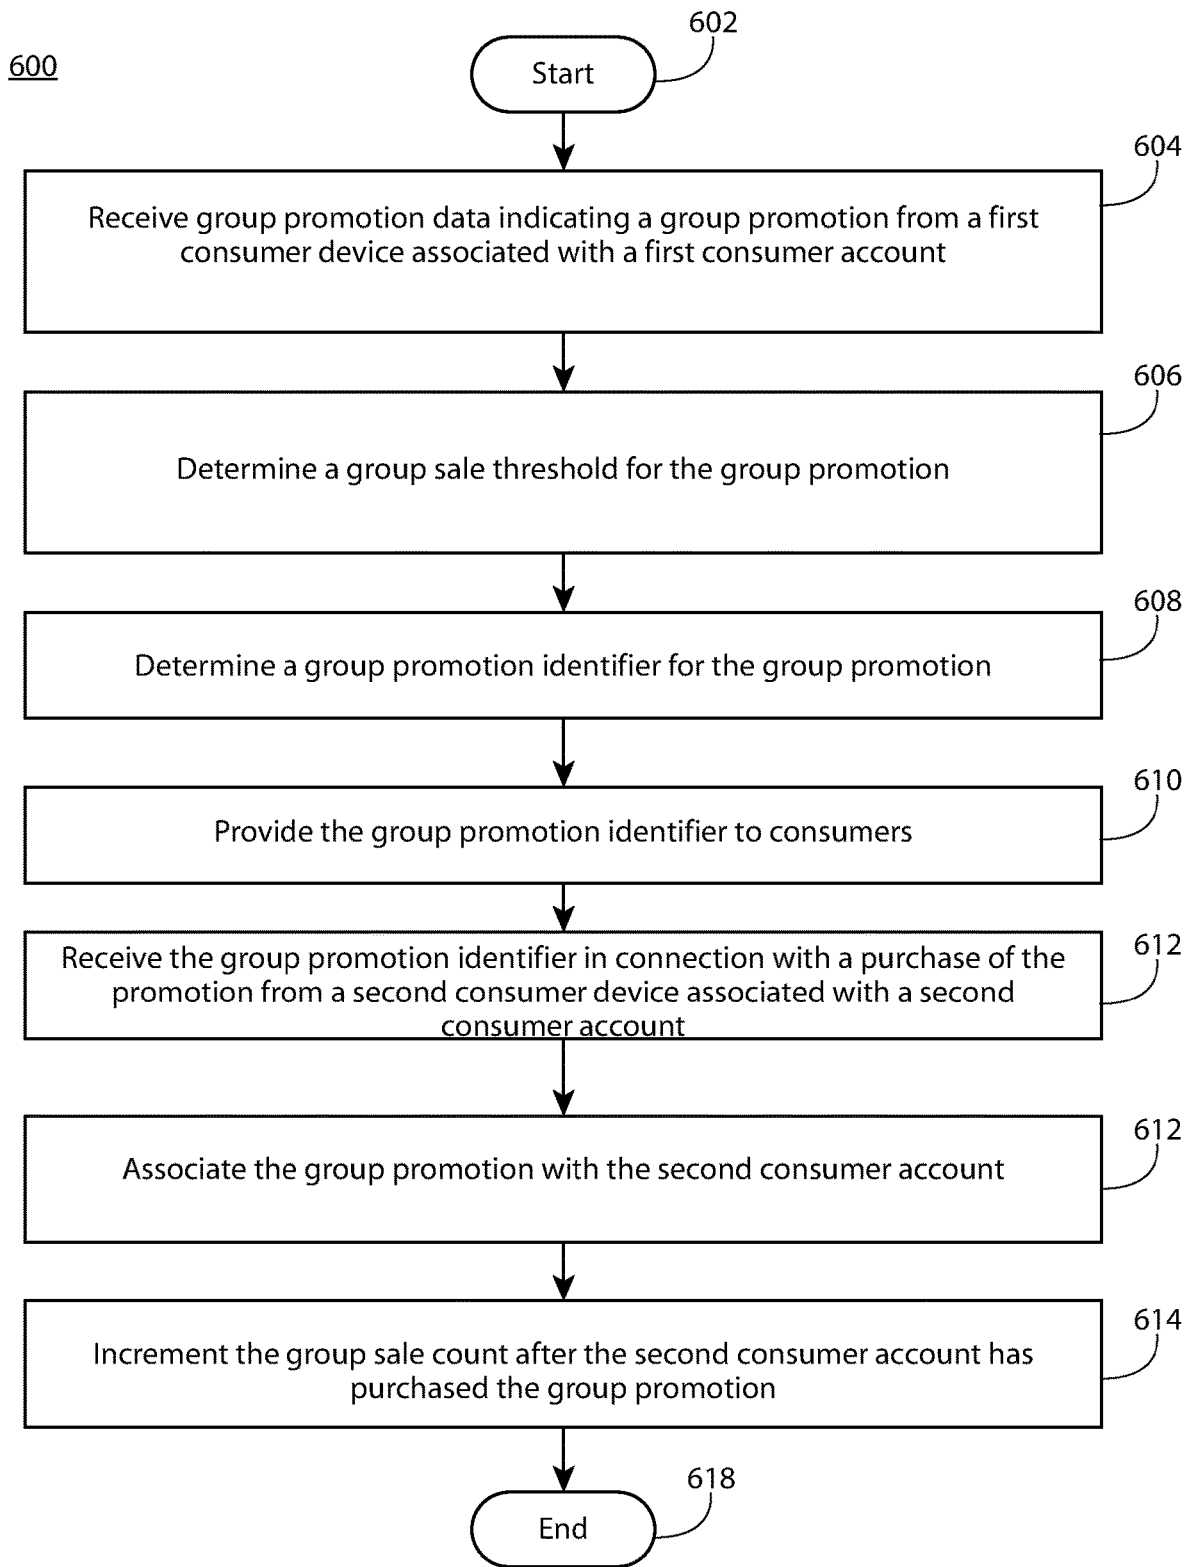 600
602
Start
604
Receive group promotion data indicating a group promotion from a first
consumer device associated with a first consumer account
606
Determine a group sale threshold for the group promotion
608
Determine a group promotion identifier for the group promotion
610
Provide the group promotion identifier to consumers
612
Receive the group promotion identifier in connection with a purchase of the
promotion from a second consumer device associated with a second
consumer account
612
Associate the group promotion with the second consumer account
614
Increment the group sale count after the second consumer account has
purchased the group promotion
618
End